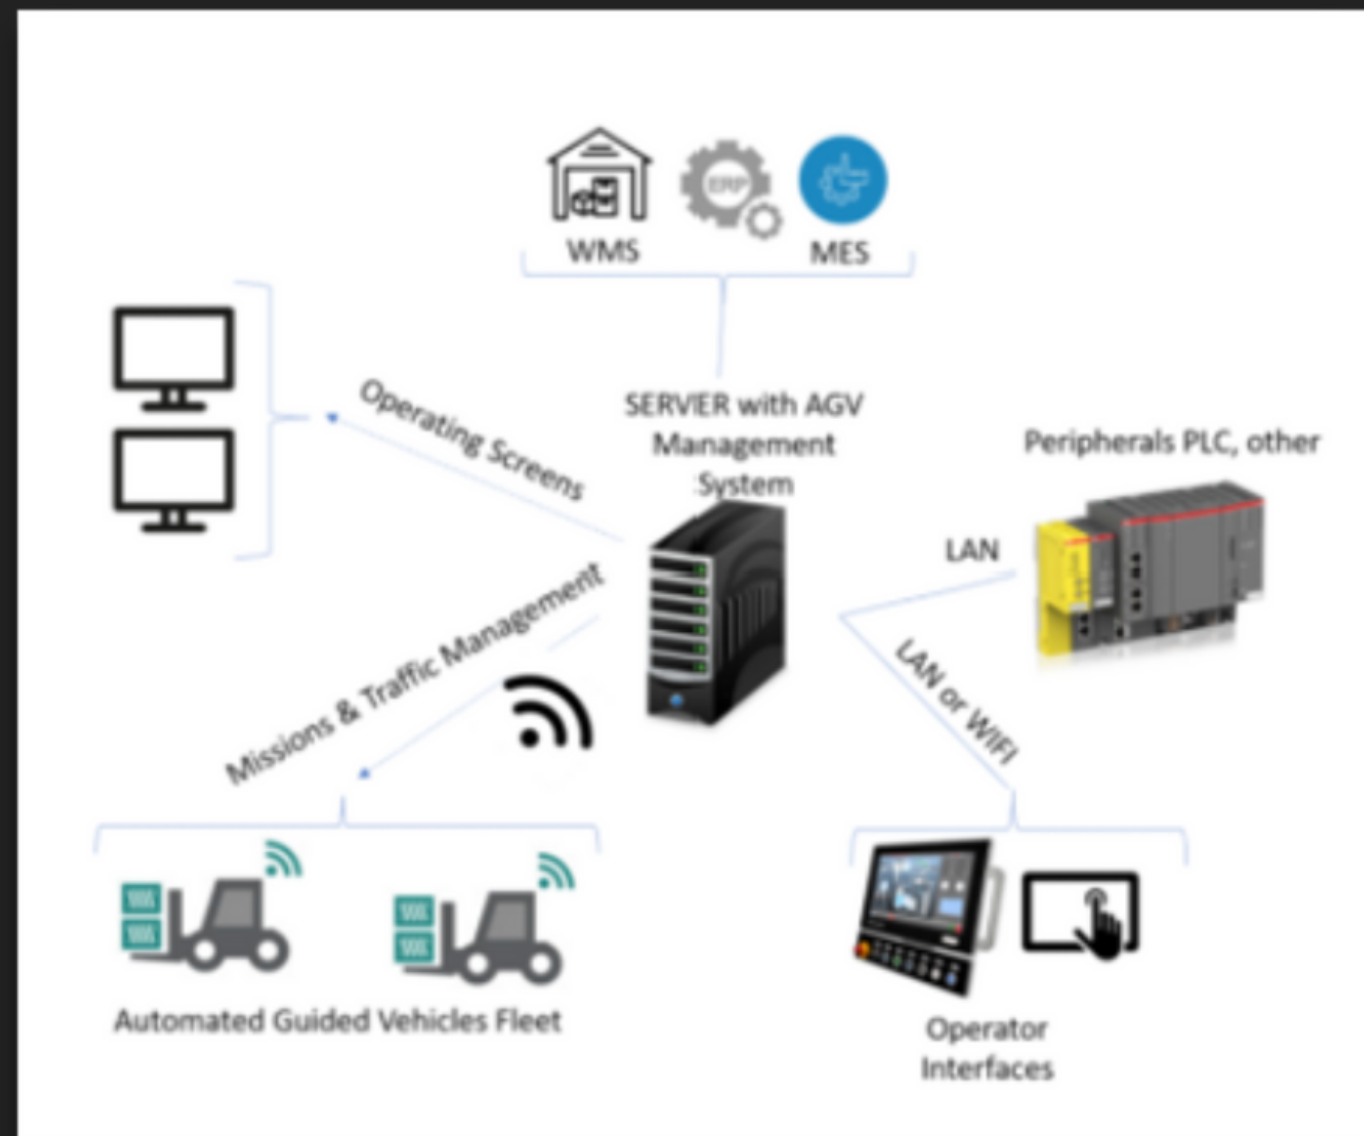 ERP
WMS
MES
Operating Screens
SERVIER with AGV
Management
System
Peripherals PLC, other
LAN
Missions & Traffic Management
LAN or WIFI
Automated Guided Vehicles Fleet
Operator
Interfaces